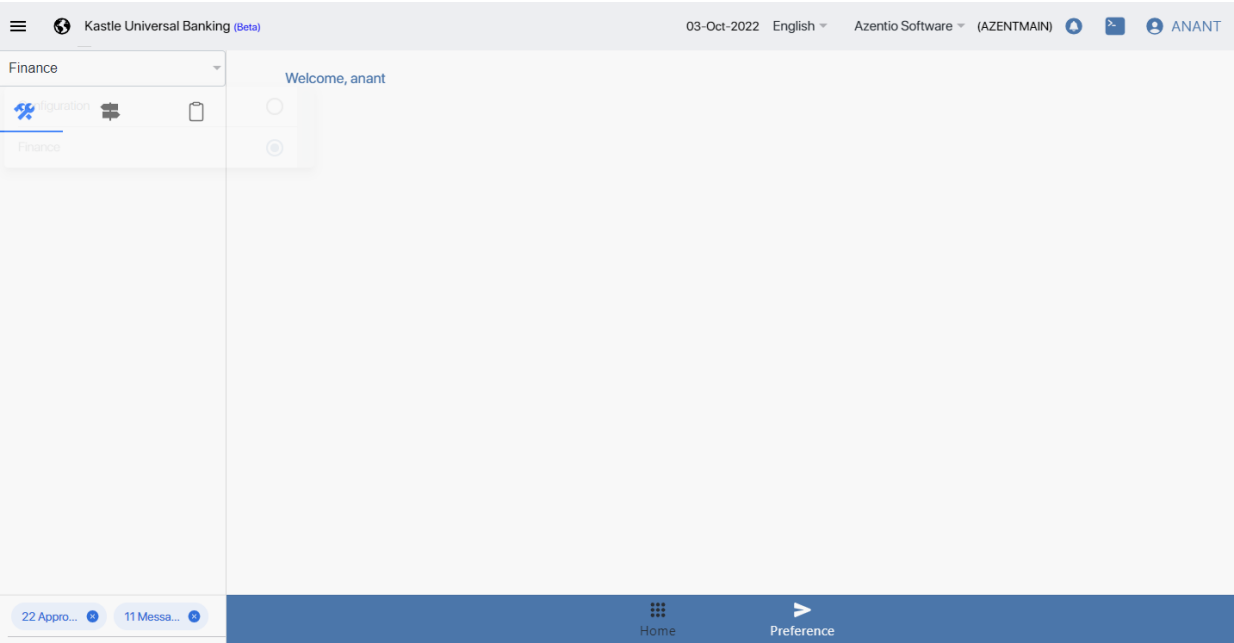 Kastle Universal Banking (Beta) 03-Oct-2022 English Azentio Software (AZENTMAIN) ANANT
Finance
Welcome, anant
Finance
22 Appro... 11 Messa...
Home Preference